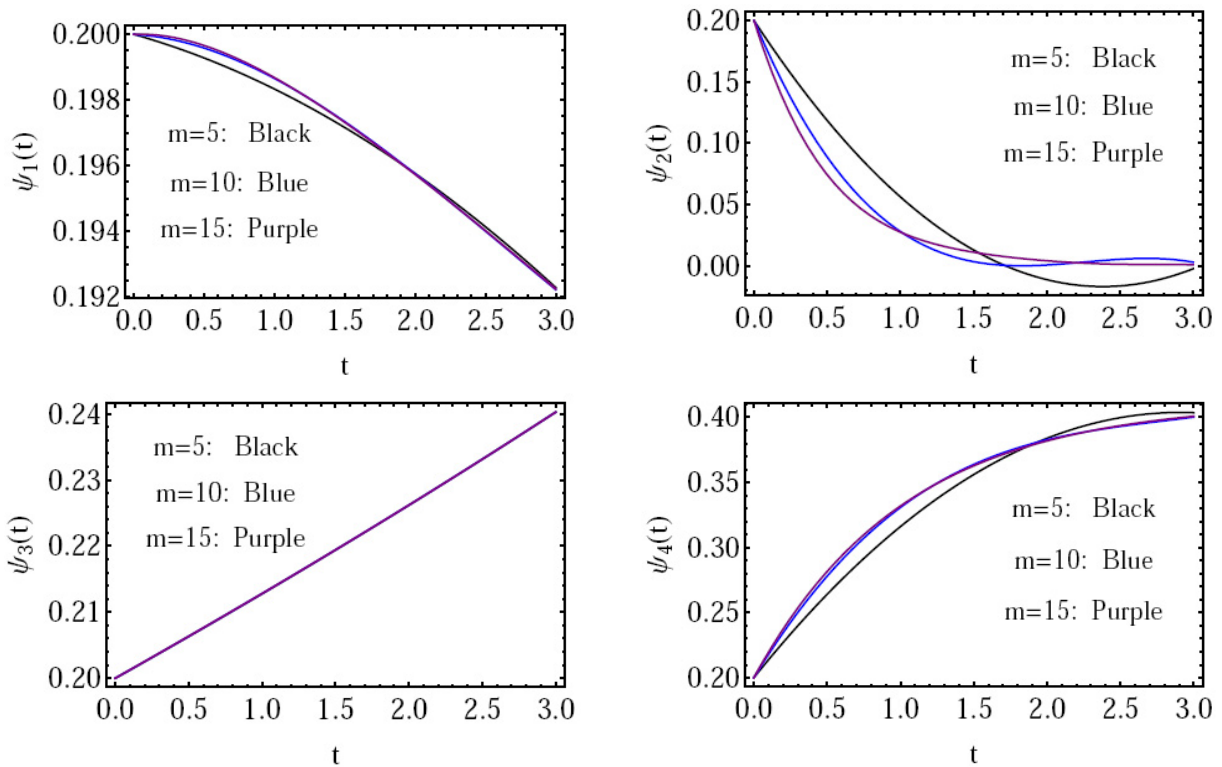 0.200
0.198
0.196
0.194
0.192
ψ1(t)
m=5: Black
m=10: Blue
m=15: Purple
0.0 0.5 1.0 1.5 2.0 2.5 3.0
t
0.20
0.15
0.10
0.05
0.00
ψ2(t)
m=5: Black
m=10: Blue
m=15: Purple
0.0 0.5 1.0 1.5 2.0 2.5 3.0
t
0.24
0.23
0.22
0.21
0.20
ψ3(t)
m=5: Black
m=10: Blue
m=15: Purple
0.0 0.5 1.0 1.5 2.0 2.5 3.0
t
0.40
0.35
0.30
0.25
0.20
ψ4(t)
m=5: Black
m=10: Blue
m=15: Purple
0.0 0.5 1.0 1.5 2.0 2.5 3.0
t